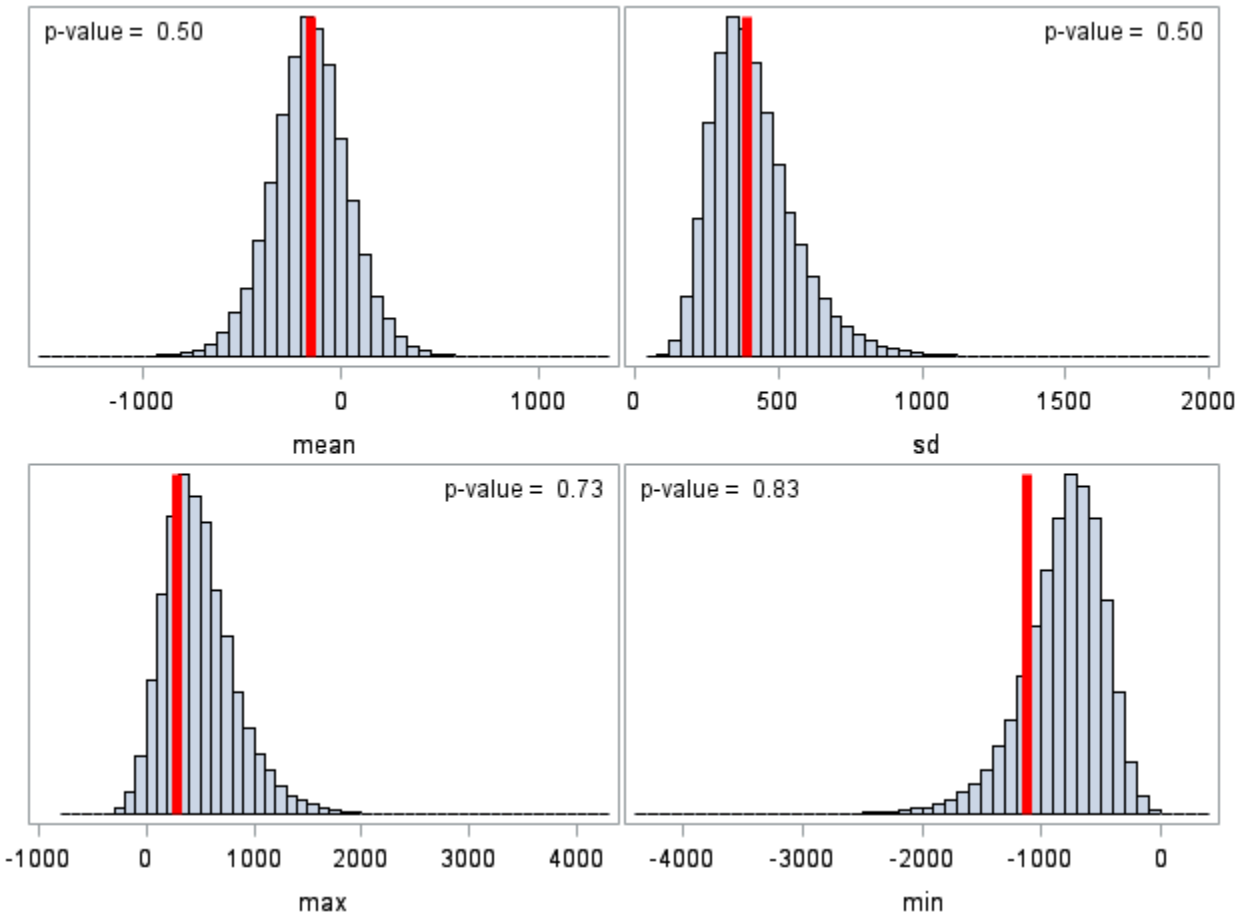 p-value = 0.50
p-value = 0.50
-1000 0 1000
0 500 1000 1500 2000
mean
sd
p-value = 0.73
p-value = 0.83
-1000 0 1000 2000 3000 4000
-4000 -3000 -2000 -1000 0
max
min